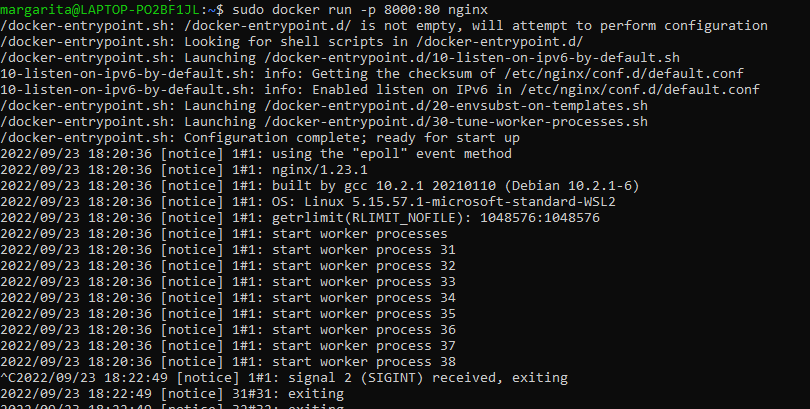 margarita@LAPTOP-PO2BF1JL:~$ sudo docker run -p 8000:80 nginx
/docker-entrypoint.sh: /docker-entrypoint.d/ is not empty, will attempt to perform configuration
/docker-entrypoint.sh: Looking for shell scripts in /docker-entrypoint.d/
/docker-entrypoint.sh: Launching /docker-entrypoint.d/10-listen-on-ipv6-by-default.sh
10-listen-on-ipv6-by-default.sh: info: Getting the checksum of /etc/nginx/conf.d/default.conf
10-listen-on-ipv6-by-default.sh: info: Enabled listen on IPv6 in /etc/nginx/conf.d/default.conf
/docker-entrypoint.sh: Launching /docker-entrypoint.d/20-envsubst-on-templates.sh
/docker-entrypoint.sh: Launching /docker-entrypoint.d/30-tune-worker-processes.sh
/docker-entrypoint.sh: Configuration complete; ready for start up
2022/09/23 18:20:36 [notice] 1#1: using the "epoll" event method
2022/09/23 18:20:36 [notice] 1#1: nginx/1.23.1
2022/09/23 18:20:36 [notice] 1#1: built by gcc 10.2.1 20210110 (Debian 10.2.1-6)
2022/09/23 18:20:36 [notice] 1#1: OS: Linux 5.15.57.1-microsoft-standard-WSL2
2022/09/23 18:20:36 [notice] 1#1: getrlimit(RLIMIT_NOFILE): 1048576:1048576
2022/09/23 18:20:36 [notice] 1#1: start worker processes
2022/09/23 18:20:36 [notice] 1#1: start worker process 31
2022/09/23 18:20:36 [notice] 1#1: start worker process 32
2022/09/23 18:20:36 [notice] 1#1: start worker process 33
2022/09/23 18:20:36 [notice] 1#1: start worker process 34
2022/09/23 18:20:36 [notice] 1#1: start worker process 35
2022/09/23 18:20:36 [notice] 1#1: start worker process 36
2022/09/23 18:20:36 [notice] 1#1: start worker process 37
2022/09/23 18:20:36 [notice] 1#1: start worker process 38
^C2022/09/23 18:22:49 [notice] 1#1: signal 2 (SIGINT) received, exiting
2022/09/23 18:22:49 [notice] 31#31: exiting
2022/09/23 18:22:49 [notice] 32#32: exiting